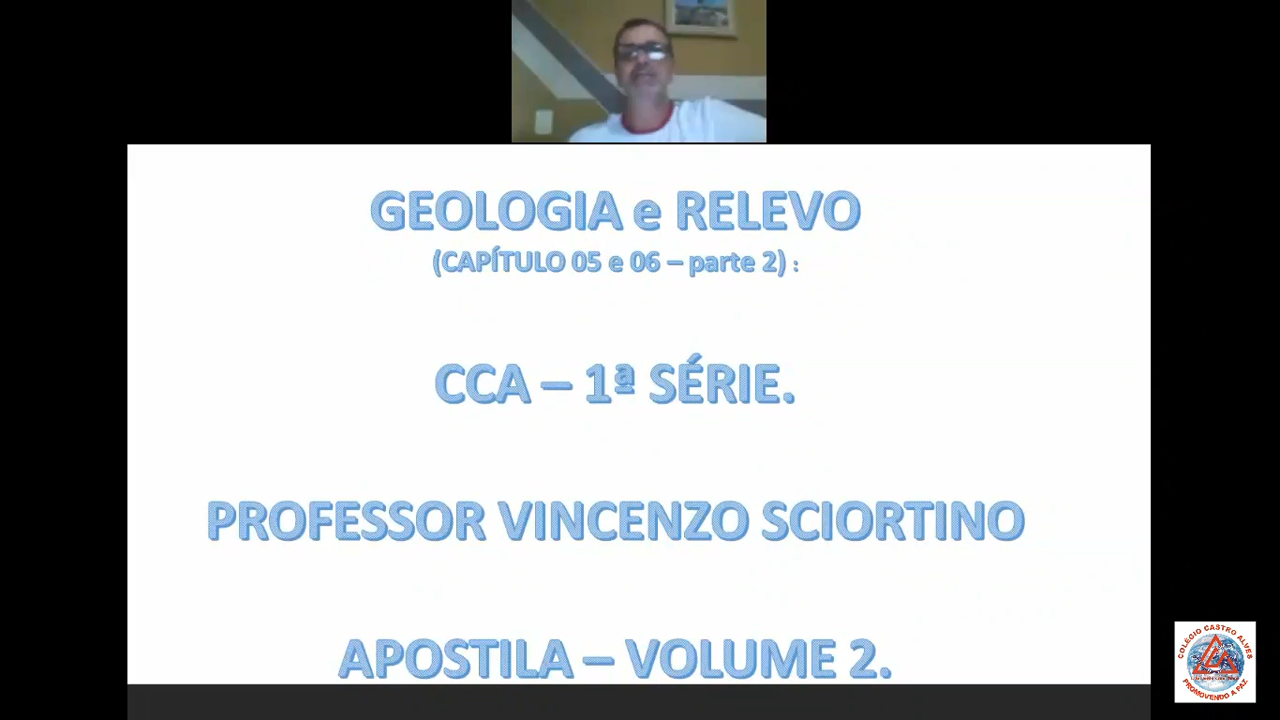 GEOLOGIA e RELEVO
(CAPÍTULO 05 e 06 – parte 2) :
CCA – 1ª SÉRIE.
PROFESSOR VINCENZO SCIORTINO
APOSTILA – VOLUME 2.
COLÉGIO CASTRO ALVES
PROMOVENDO A PAZ